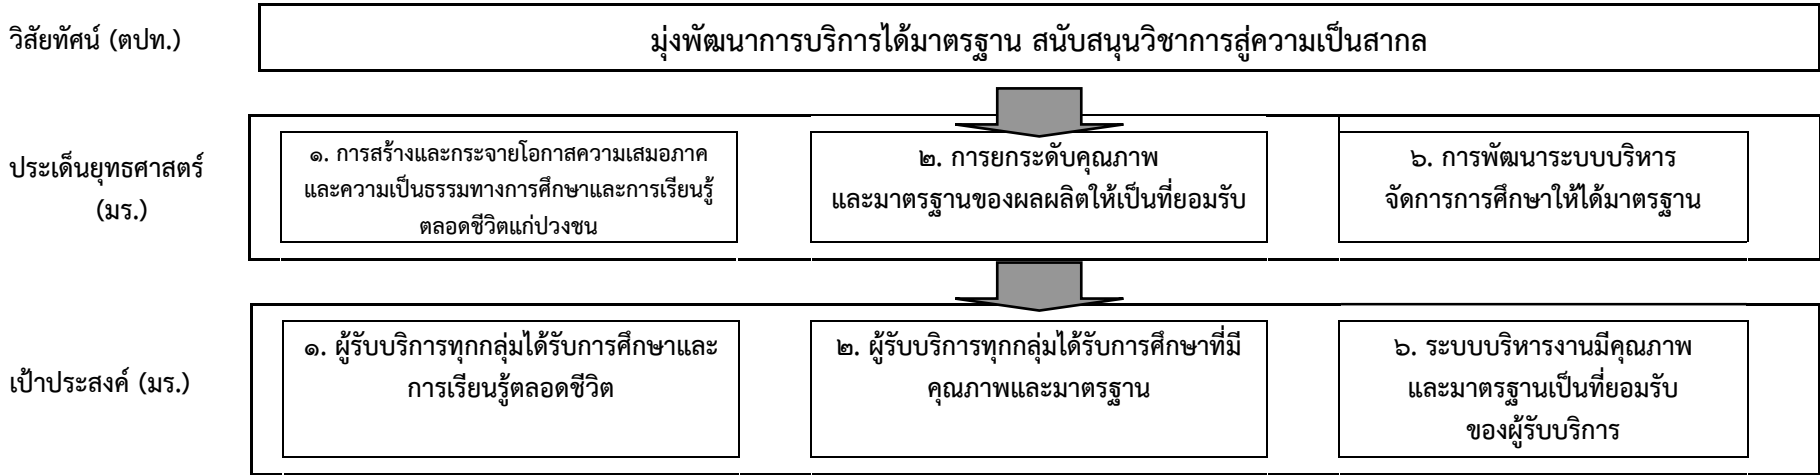 วิสัยทัศน์ (ตปท.)
มุ่งพัฒนาการบริการได้มาตรฐาน สนับสนุนวิชาการสู่ความเป็นสากล
ประเด็นยุทธศาสตร์
(มร.)
๑. การสร้างและกระจายโอกาสความเสมอภาค
และความเป็นธรรมทางการศึกษาและการเรียนรู้
ตลอดชีวิตแก่ปวงชน
๒. การยกระดับคุณภาพ
และมาตรฐานของผลผลิตให้เป็นที่ยอมรับ
๖. การพัฒนาระบบบริหาร
จัดการการศึกษาให้ได้มาตรฐาน
เป้าประสงค์ (มร.)
๑. ผู้รับบริการทุกกลุ่มได้รับการศึกษาและ
การเรียนรู้ตลอดชีวิต
๒. ผู้รับบริการทุกกลุ่มได้รับการศึกษาที่มี
คุณภาพและมาตรฐาน
๖. ระบบบริหารงานมีคุณภาพ
และมาตรฐานเป็นที่ยอมรับ
ของผู้รับบริการ